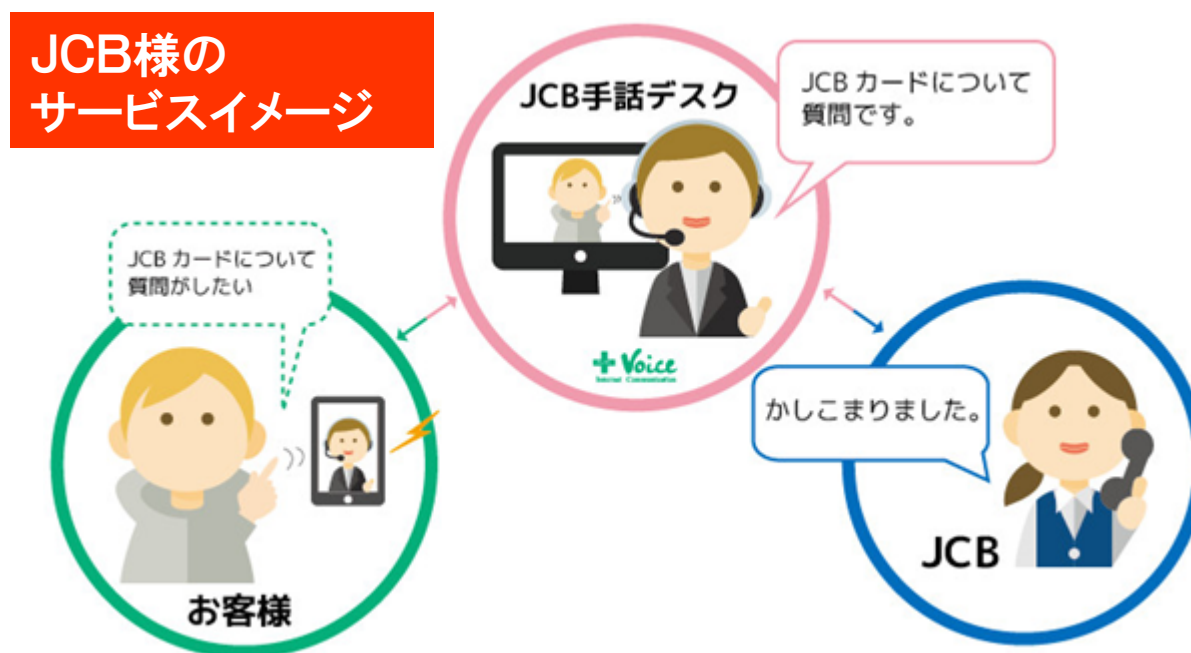 JCB様の
サービスイメージ
JCB手話デスク
JCB カードについて
質問です。
JCB カードについて
質問がしたい
Voice
Internet Communication
かしこまりました。
JCB
お客様